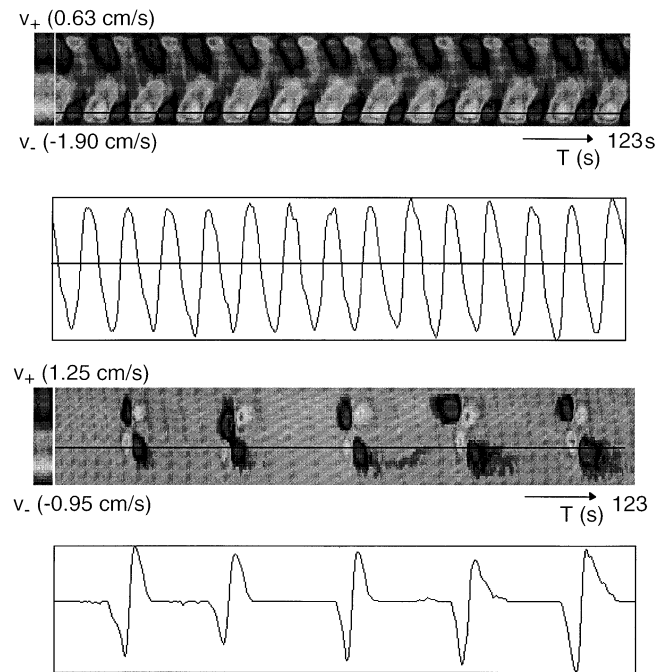 v+ (0.63 cm/s)
v- (-1.90 cm/s)
T (s)
123s
v+ (1.25 cm/s)
v- (-0.95 cm/s)
T (s)
123